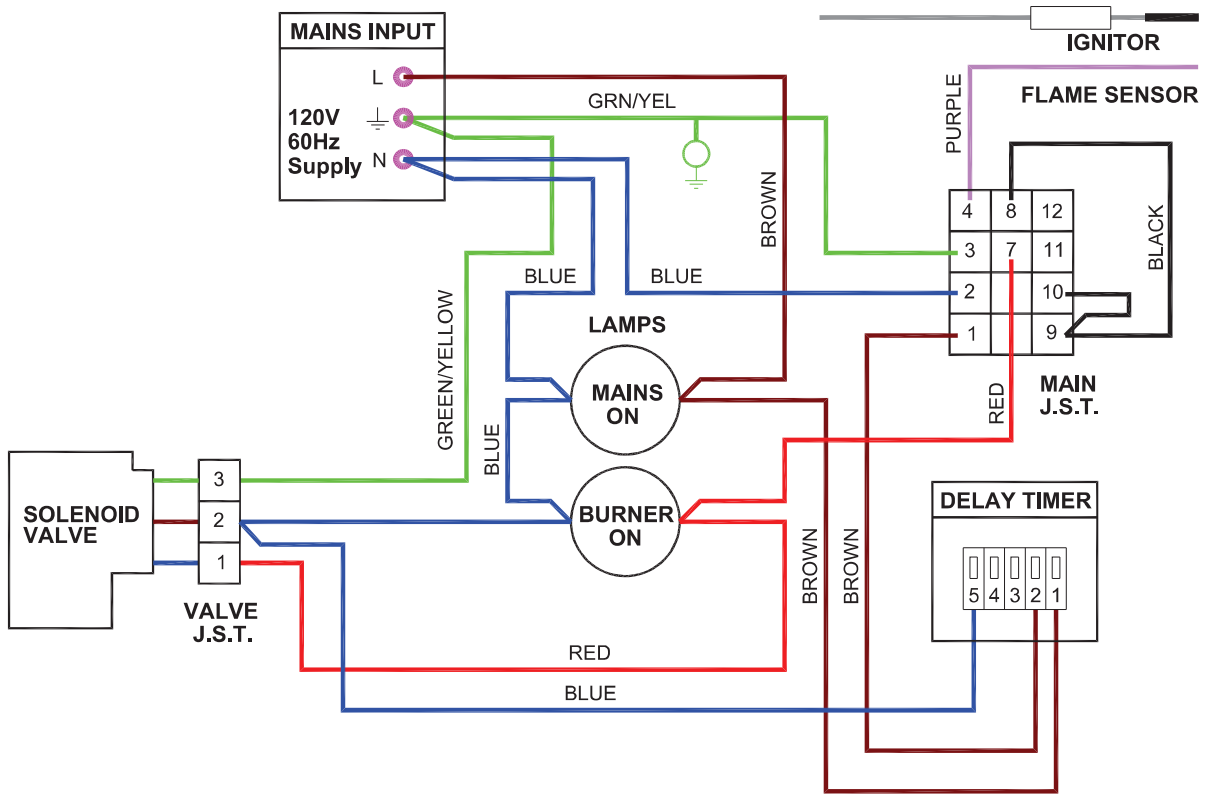 MAINS INPUT
L
120V
60Hz
Supply
N
GRN/YEL
BROWN
IGNITOR
FLAME SENSOR
PURPLE
4 8 12
3 7 11
2 10
1 9
BLACK
MAIN
J.S.T.
BLUE
BLUE
GREEN/YELLOW
LAMPS
MAINS
ON
BLUE
RED
BURNER
ON
SOLENOID
VALVE
3
2
1
VALVE
J.S.T.
BROWN
BROWN
DELAY TIMER
5 4 3 2 1
RED
BLUE